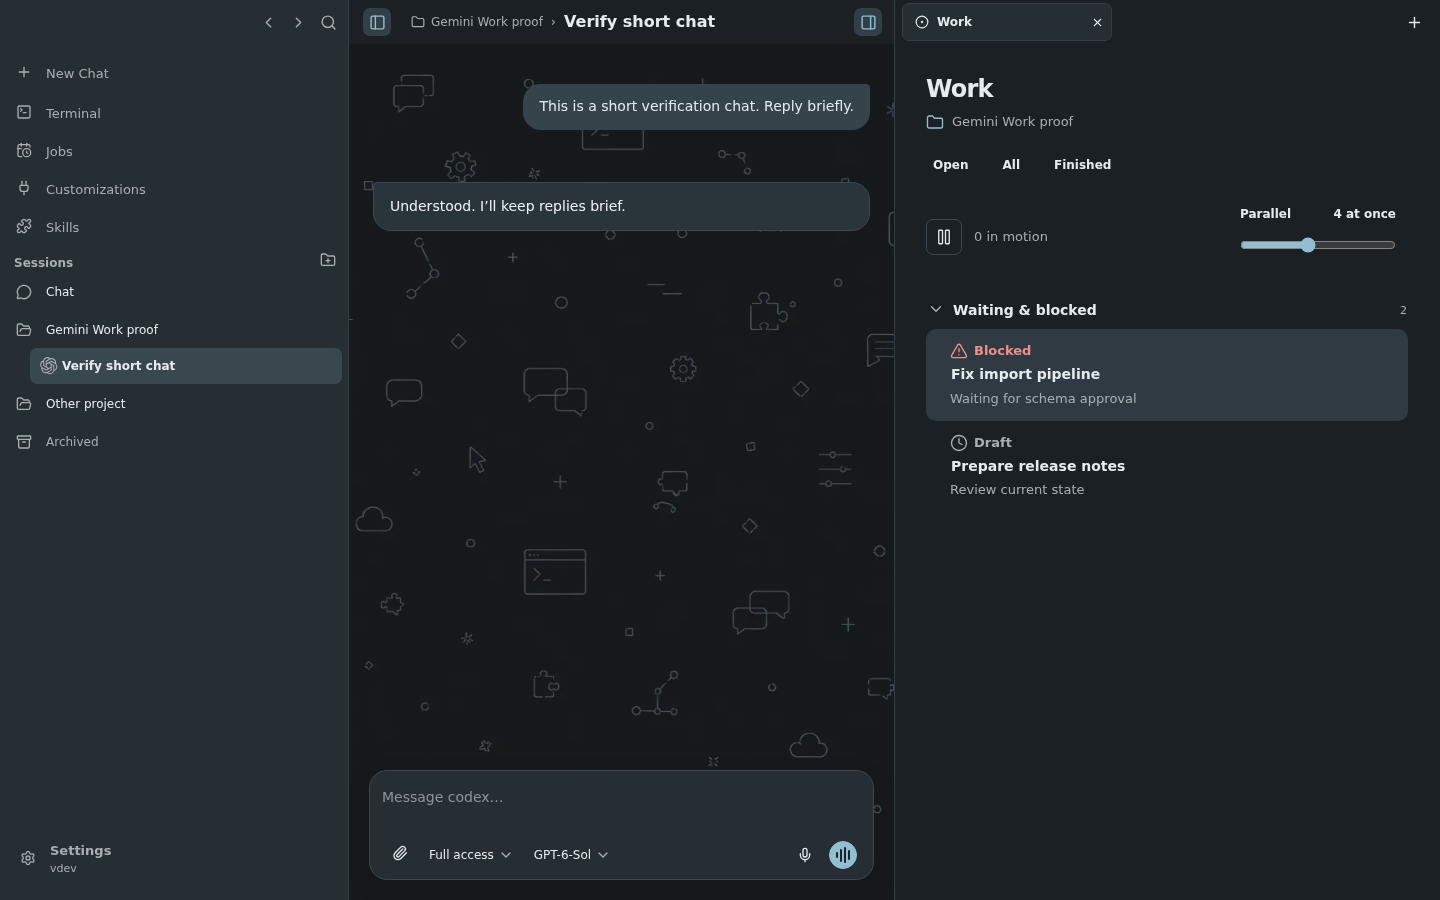 New Chat
Terminal
Jobs
Customizations
Skills
Sessions
Chat
Gemini Work proof
Verify short chat
Other project
Archived
Settings
vdev
Gemini Work proof › Verify short chat
This is a short verification chat. Reply briefly.
Understood. I’ll keep replies brief.
Message codex…
Full access
GPT-6-Sol
Work
Work
Gemini Work proof
Open All Finished
0 in motion
Parallel 4 at once
Waiting & blocked 2
Blocked
Fix import pipeline
Waiting for schema approval
Draft
Prepare release notes
Review current state